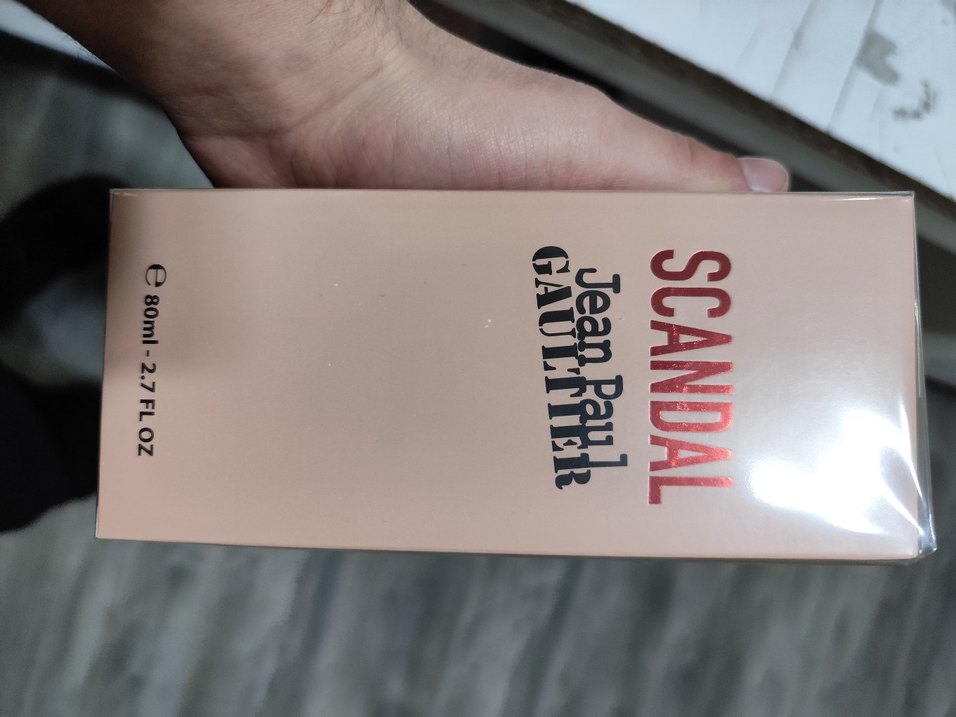 SCANDAL
Jean Paul
GAULTIER
℮ 80ml - 2.7 FL OZ